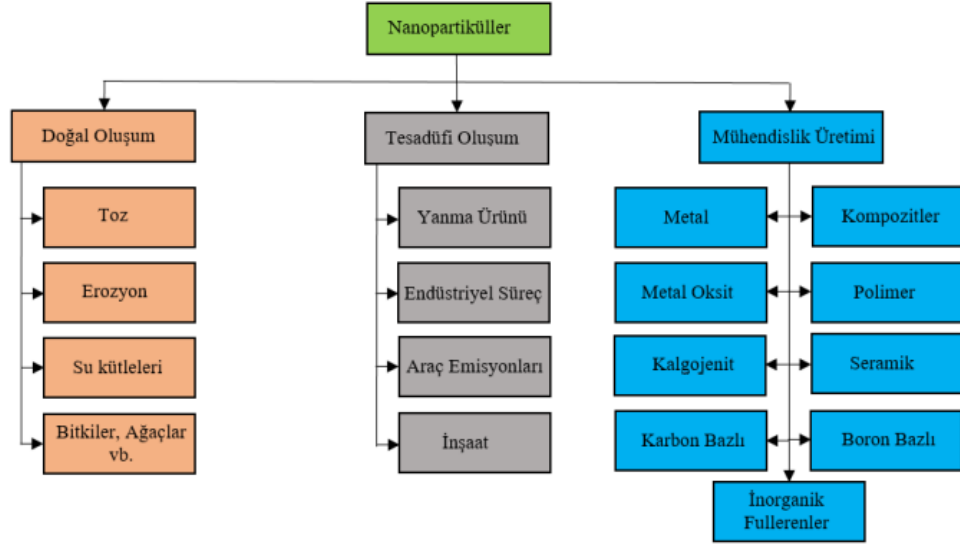 Nanopartiküller
Doğal Oluşum
Toz
Erozyon
Su kütleleri
Bitkiler, Ağaçlar
vb.
Tesadüfi Oluşum
Yanma Ürünü
Endüstriyel Süreç
Araç Emisyonları
İnşaat
Mühendislik Üretimi
Metal
Kompozitler
Metal Oksit
Polimer
Kalgojenit
Seramik
Karbon Bazlı
Boron Bazlı
İnorganik
Fullerenler